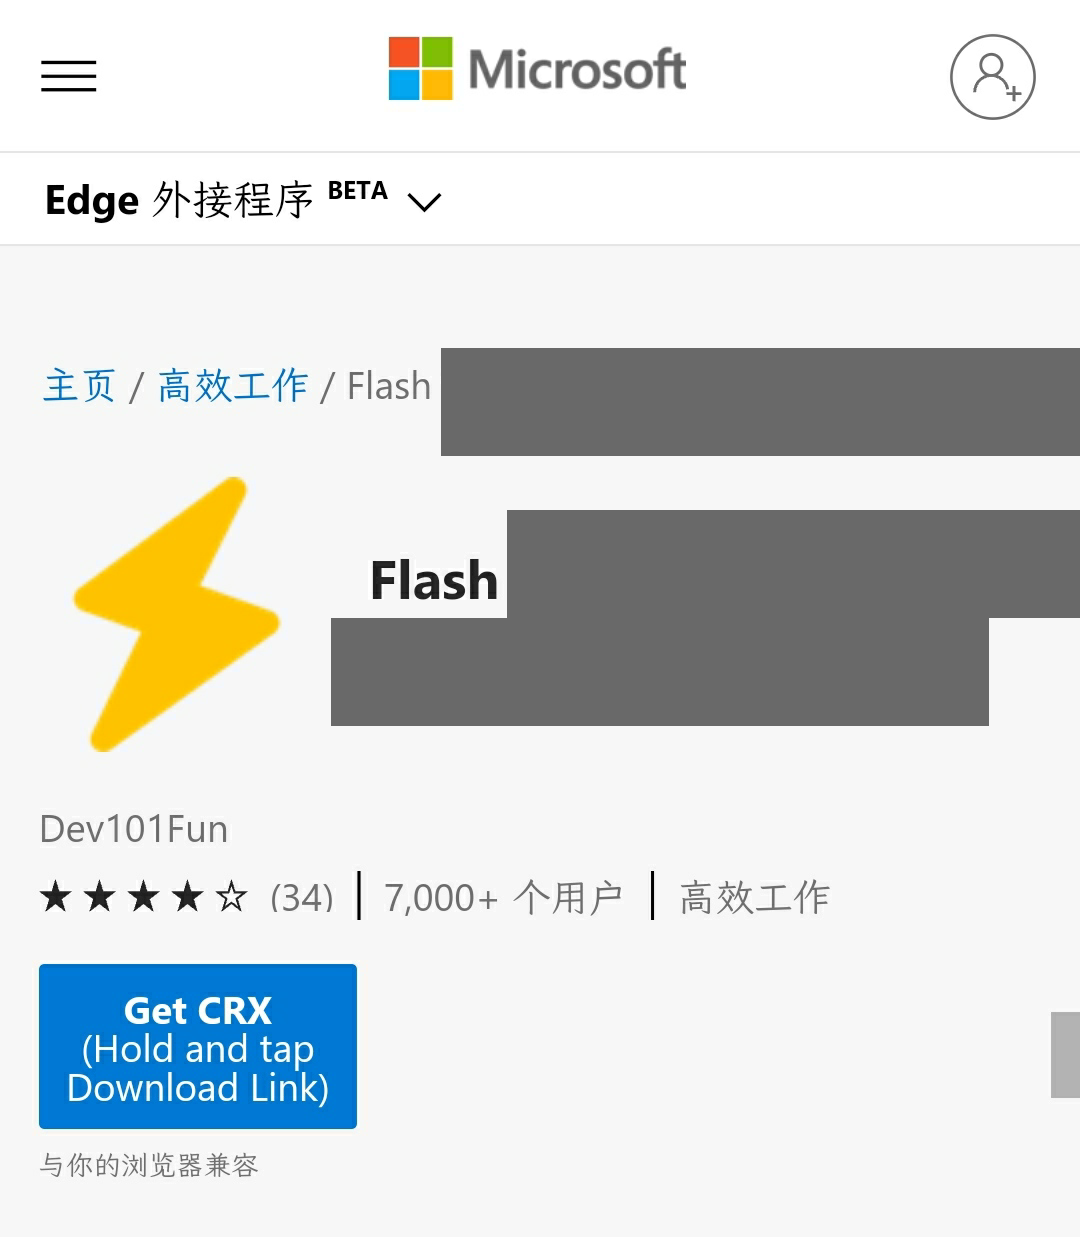 Microsoft
Edge 外接程序 BETA
主页 / 高效工作 / Flash
Flash
Dev101Fun
(34) 7,000+ 个用户 高效工作
Get CRX
(Hold and tap
Download Link)
与你的浏览器兼容